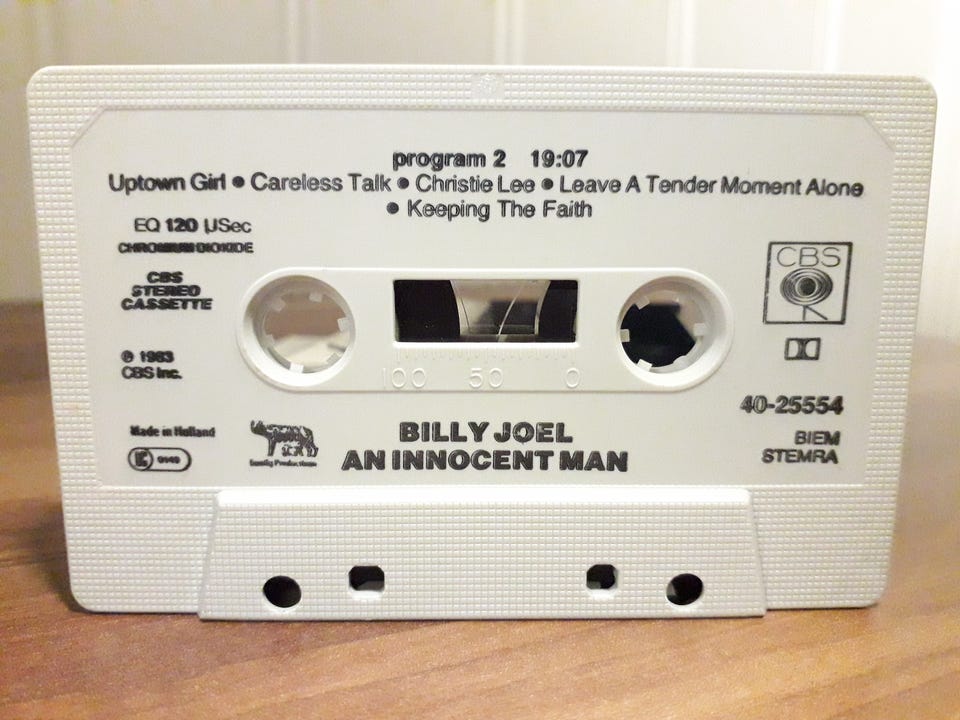 program 2 19:07
Uptown Girl • Careless Talk • Christie Lee • Leave A Tender Moment Alone
• Keeping The Faith
EQ 120 µSec
CHROMIUM DIOXIDE
CBS
STEREO
CASSETTE
℗ 1983
CBS Inc.
Made in Holland
CBS
100 50 0
40-25554
BIEM
STEMRA
BILLY JOEL
AN INNOCENT MAN
Family Productions